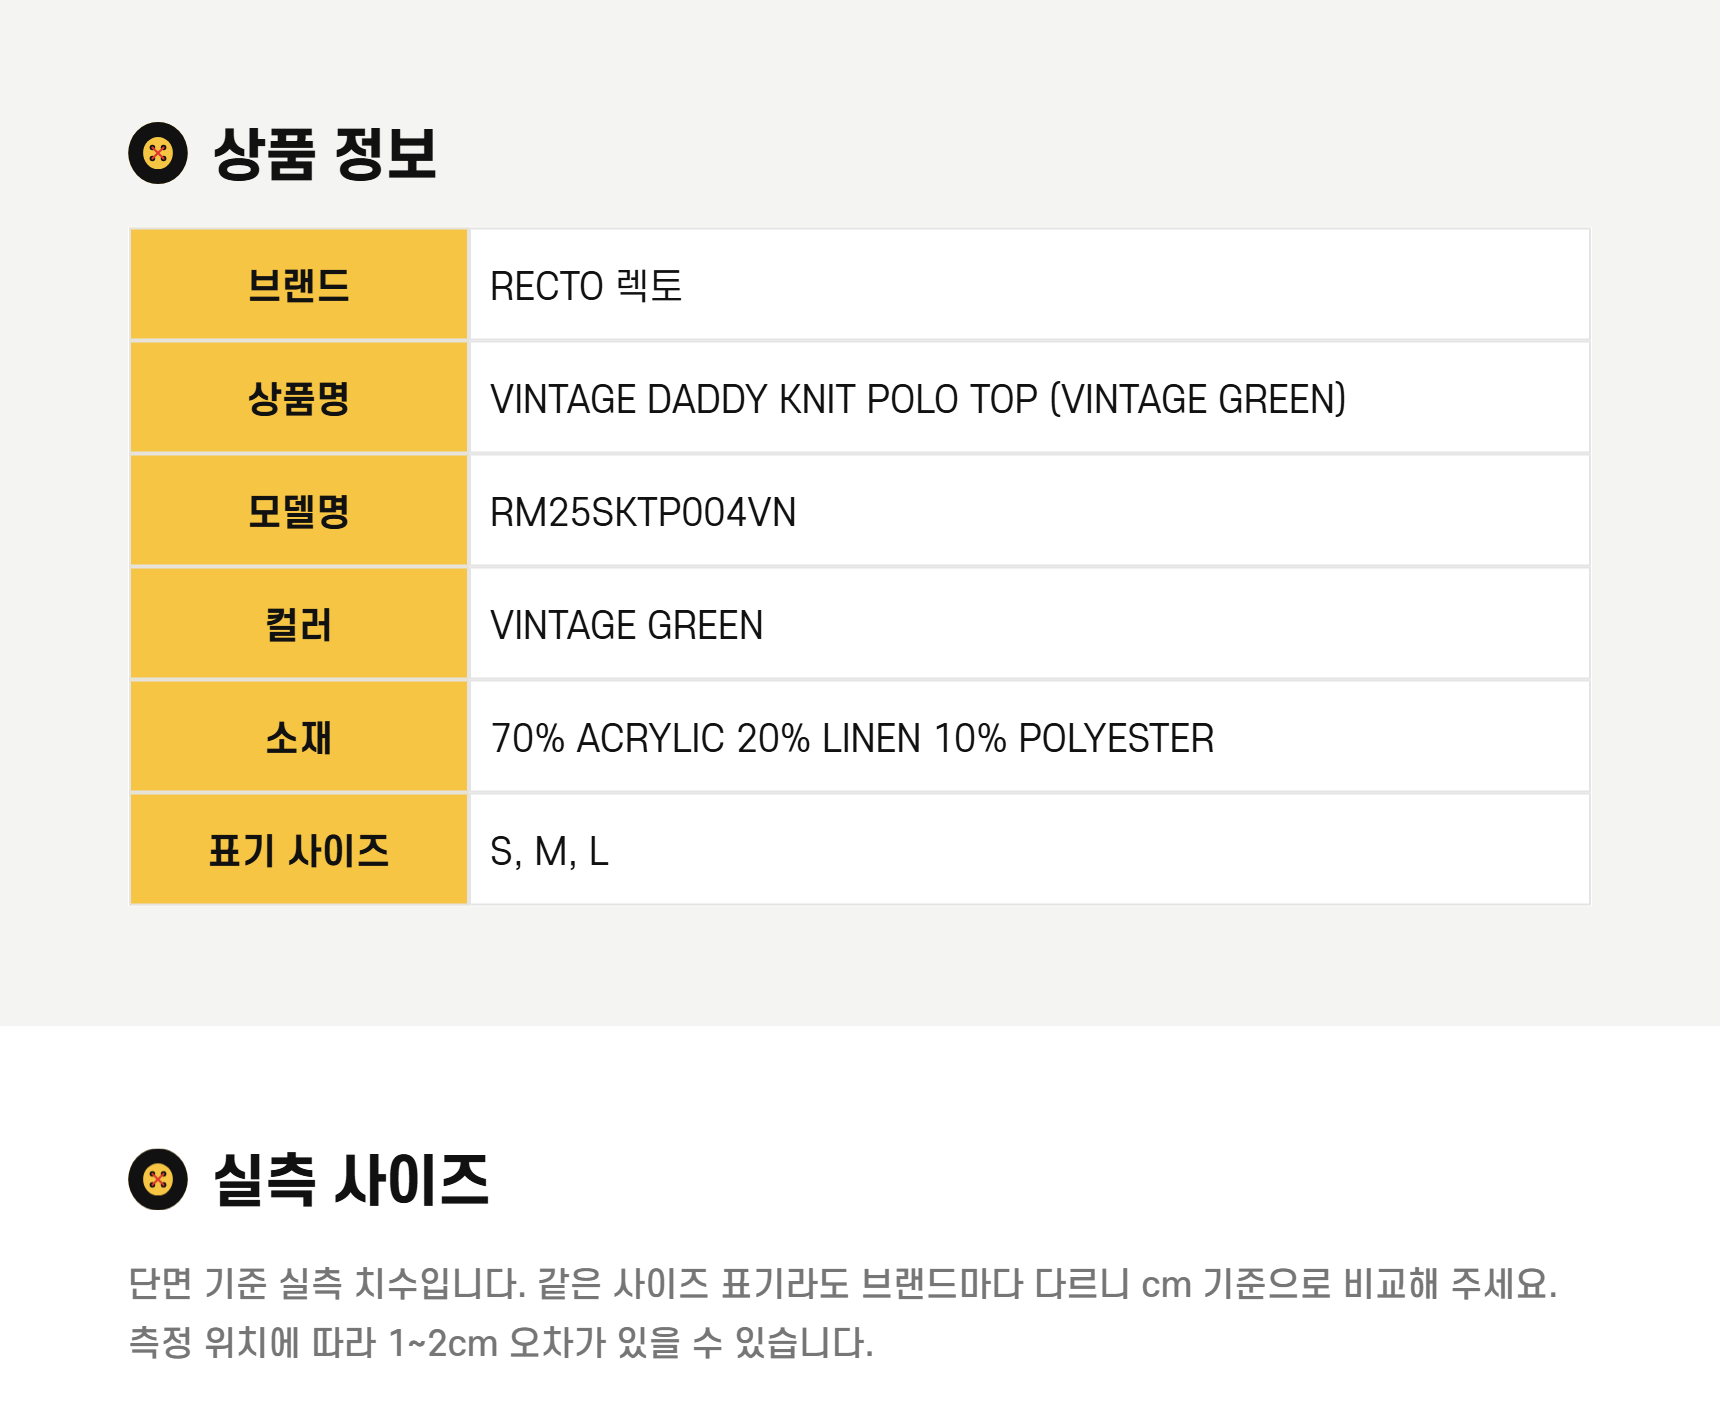 상품 정보
브랜드 RECTO 렉토
상품명 VINTAGE DADDY KNIT POLO TOP (VINTAGE GREEN)
모델명 RM25SKTP004VN
컬러 VINTAGE GREEN
소재 70% ACRYLIC 20% LINEN 10% POLYESTER
표기 사이즈 S, M, L
실측 사이즈
단면 기준 실측 치수입니다. 같은 사이즈 표기라도 브랜드마다 다르니 cm 기준으로 비교해 주세요.
측정 위치에 따라 1~2cm 오차가 있을 수 있습니다.